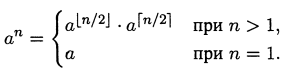 aⁿ = { a^⌊n/2⌋ · a^⌈n/2⌉ при n > 1,
a при n = 1.